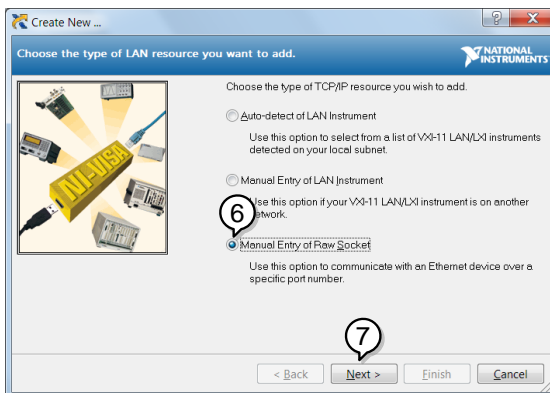 Create New ...
Choose the type of LAN resource you want to add.
NATIONAL
INSTRUMENTS
Choose the type of TCP/IP resource you wish to add.
Auto-detect of LAN Instrument
Use this option to select from a list of VXI-11 LAN/LXI instruments
detected on your local subnet.
Manual Entry of LAN Instrument
Use this option if your VXI-11 LAN/LXI instrument is on another
network.
6
Manual Entry of Raw Socket
Use this option to communicate with an Ethernet device over a
specific port number.
NI-VISA
7
< Back
Next >
Finish
Cancel